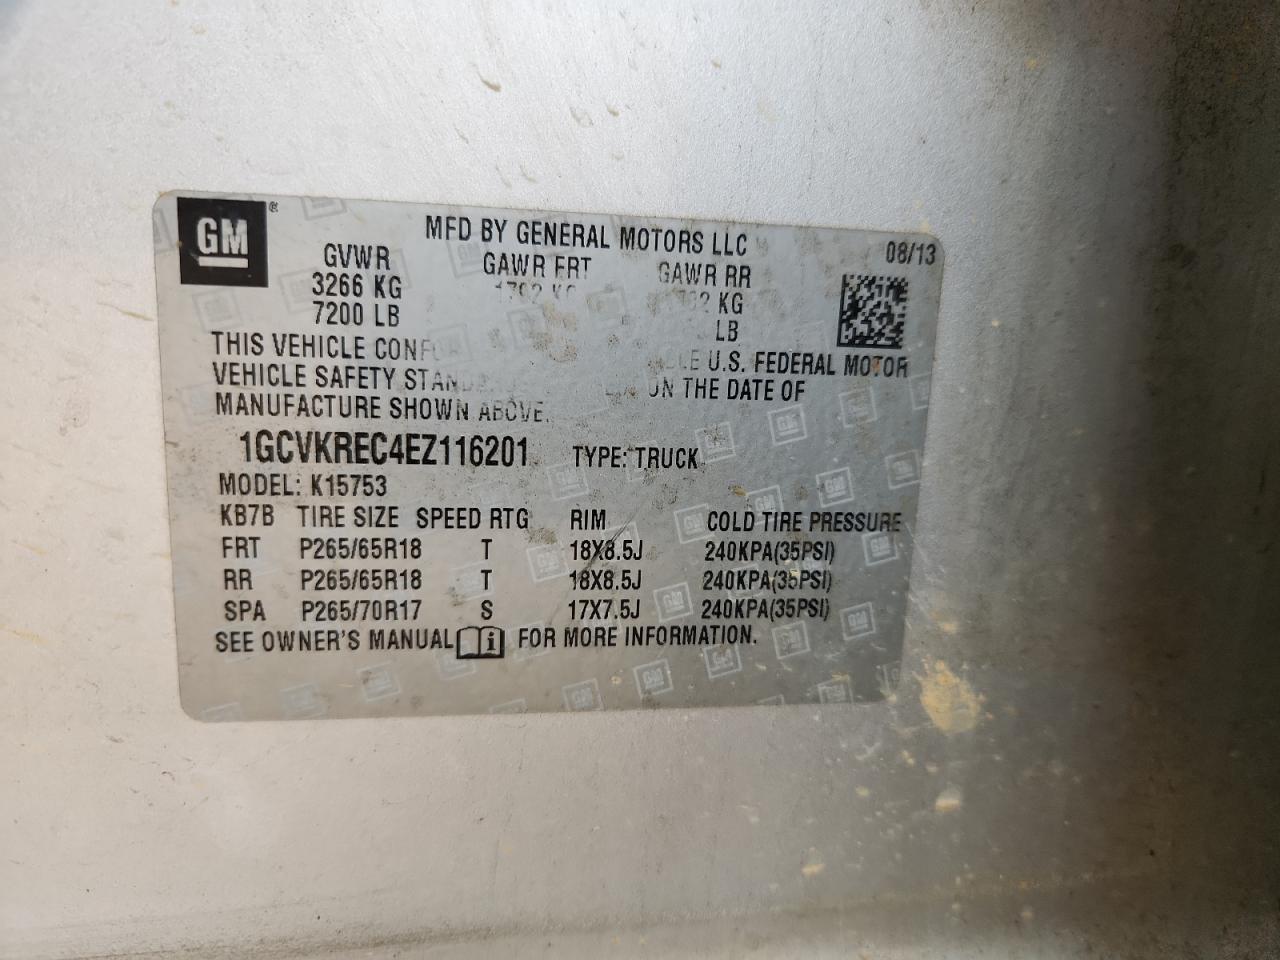 GM ®
MFD BY GENERAL MOTORS LLC 08/13
GVWR GAWR FRT GAWR RR
3266 KG KG KG
7200 LB LB
THIS VEHICLE U.S. FEDERAL MOTOR
VEHICLE SAFETY ON THE DATE OF
MANUFACTURE SHOWN ABOVE.
1GCVKREC4EZ116201 TYPE: TRUCK
MODEL: K15753
KB7B TIRE SIZE SPEED RTG RIM COLD TIRE PRESSURE
FRT P265/65R18 T 18X8.5J 240KPA(35PSI)
RR P265/65R18 T 18X8.5J 240KPA(35PSI)
SPA P265/70R17 S 17X7.5J 240KPA(35PSI)
SEE OWNER'S MANUAL FOR MORE INFORMATION.